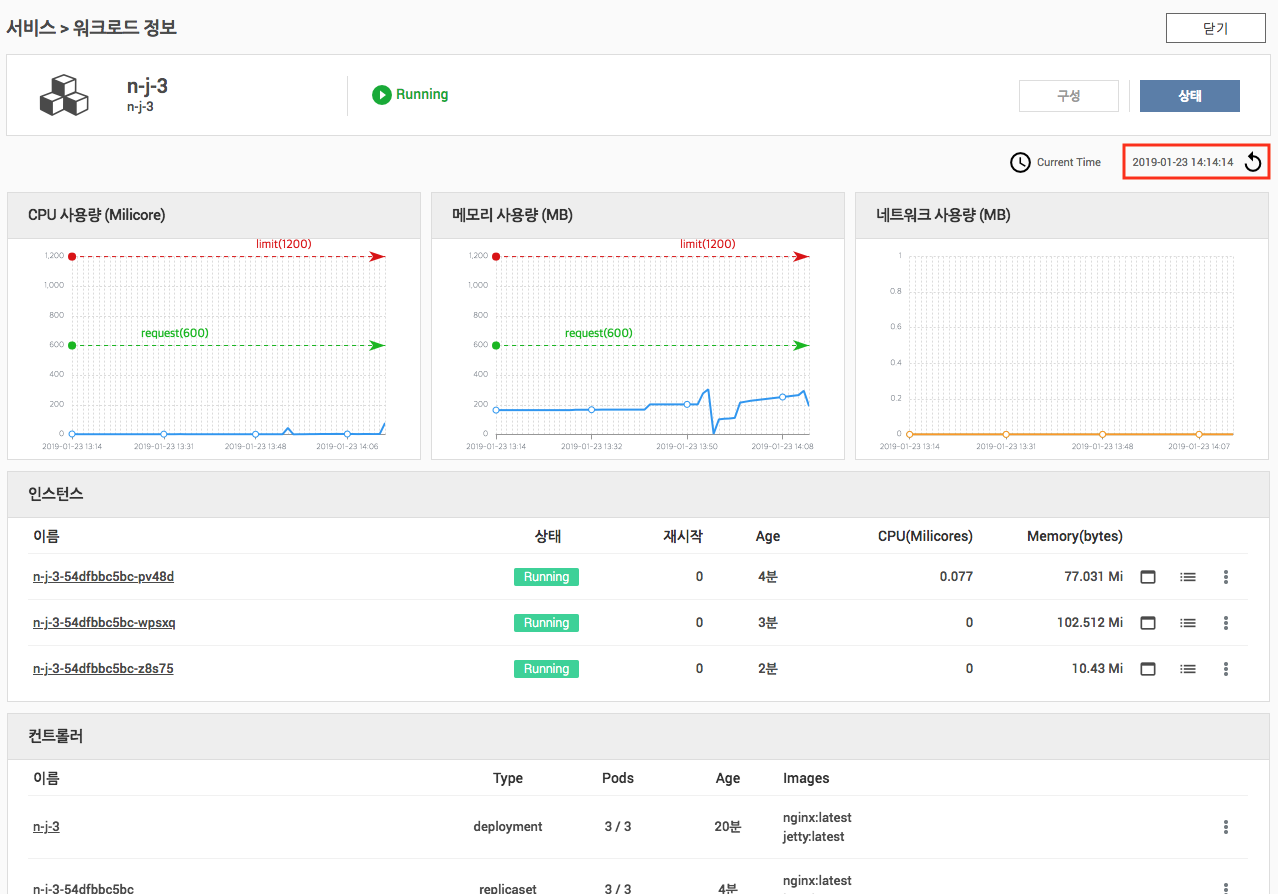 서비스 > 워크로드 정보
닫기
n-j-3
n-j-3
Running
구성
상태
Current Time
2019-01-23 14:14:14
CPU 사용량 (Milicore)
limit(1200)
1,200
1,000
800
request(600)
600
400
200
0
2019-01-23 13:14
2019-01-23 13:31
2019-01-23 13:48
2019-01-23 14:06
메모리 사용량 (MB)
limit(1200)
1,200
1,000
800
request(600)
600
400
200
0
2019-01-23 13:14
2019-01-23 13:32
2019-01-23 13:50
2019-01-23 14:08
네트워크 사용량 (MB)
1
0.8
0.6
0.4
0.2
0
2019-01-23 13:14
2019-01-23 13:31
2019-01-23 13:48
2019-01-23 14:07
인스턴스
이름 상태 재시작 Age CPU(Milicores) Memory(bytes)
n-j-3-54dfbbc5bc-pv48d Running 0 4분 0.077 77.031 Mi
n-j-3-54dfbbc5bc-wpsxq Running 0 3분 0 102.512 Mi
n-j-3-54dfbbc5bc-z8s75 Running 0 2분 0 10.43 Mi
컨트롤러
이름 Type Pods Age Images
n-j-3 deployment 3 / 3 20분 nginx:latest
jetty:latest
n-j-3-54dfbbc5bc replicaset 3 / 3 4분 nginx:latest